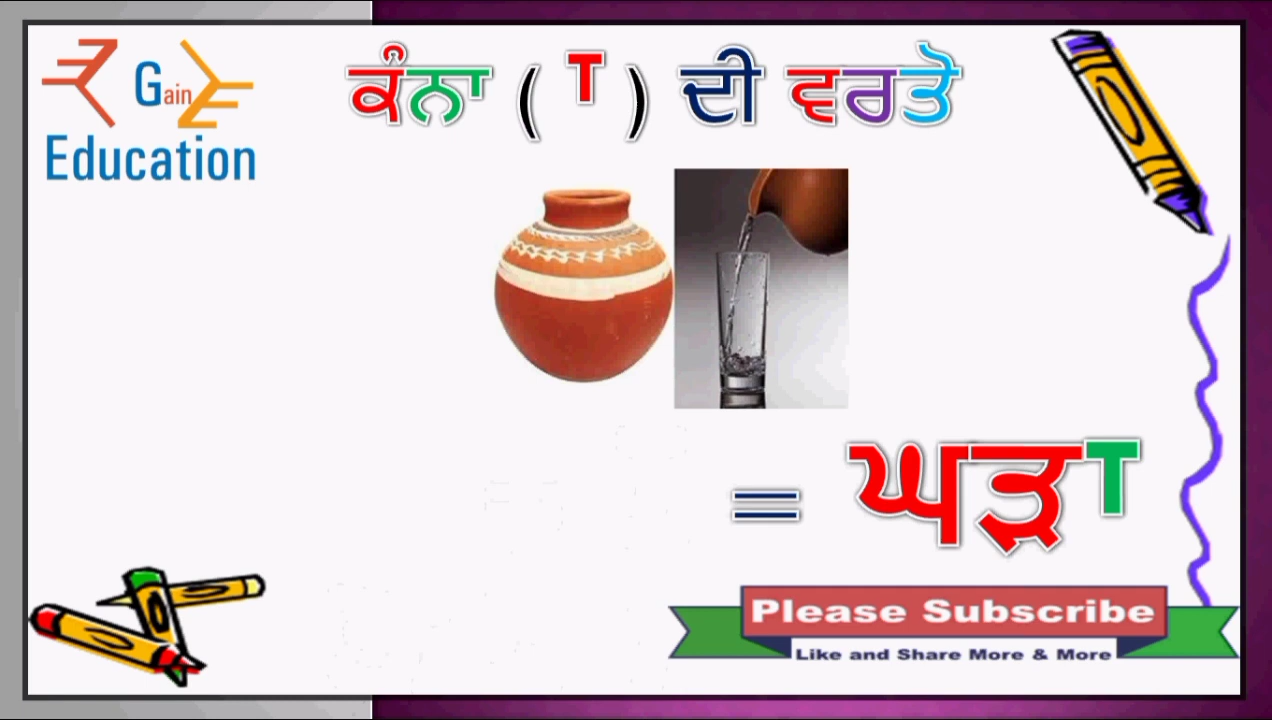 Gain
Education
ਕੰਨਾ ( ਾ ) ਦੀ ਵਰਤੋ
= ਘੜਾ
Please Subscribe
Like and Share More & More